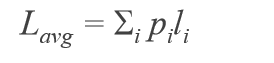 L_avg = Σ_i p_i l_i